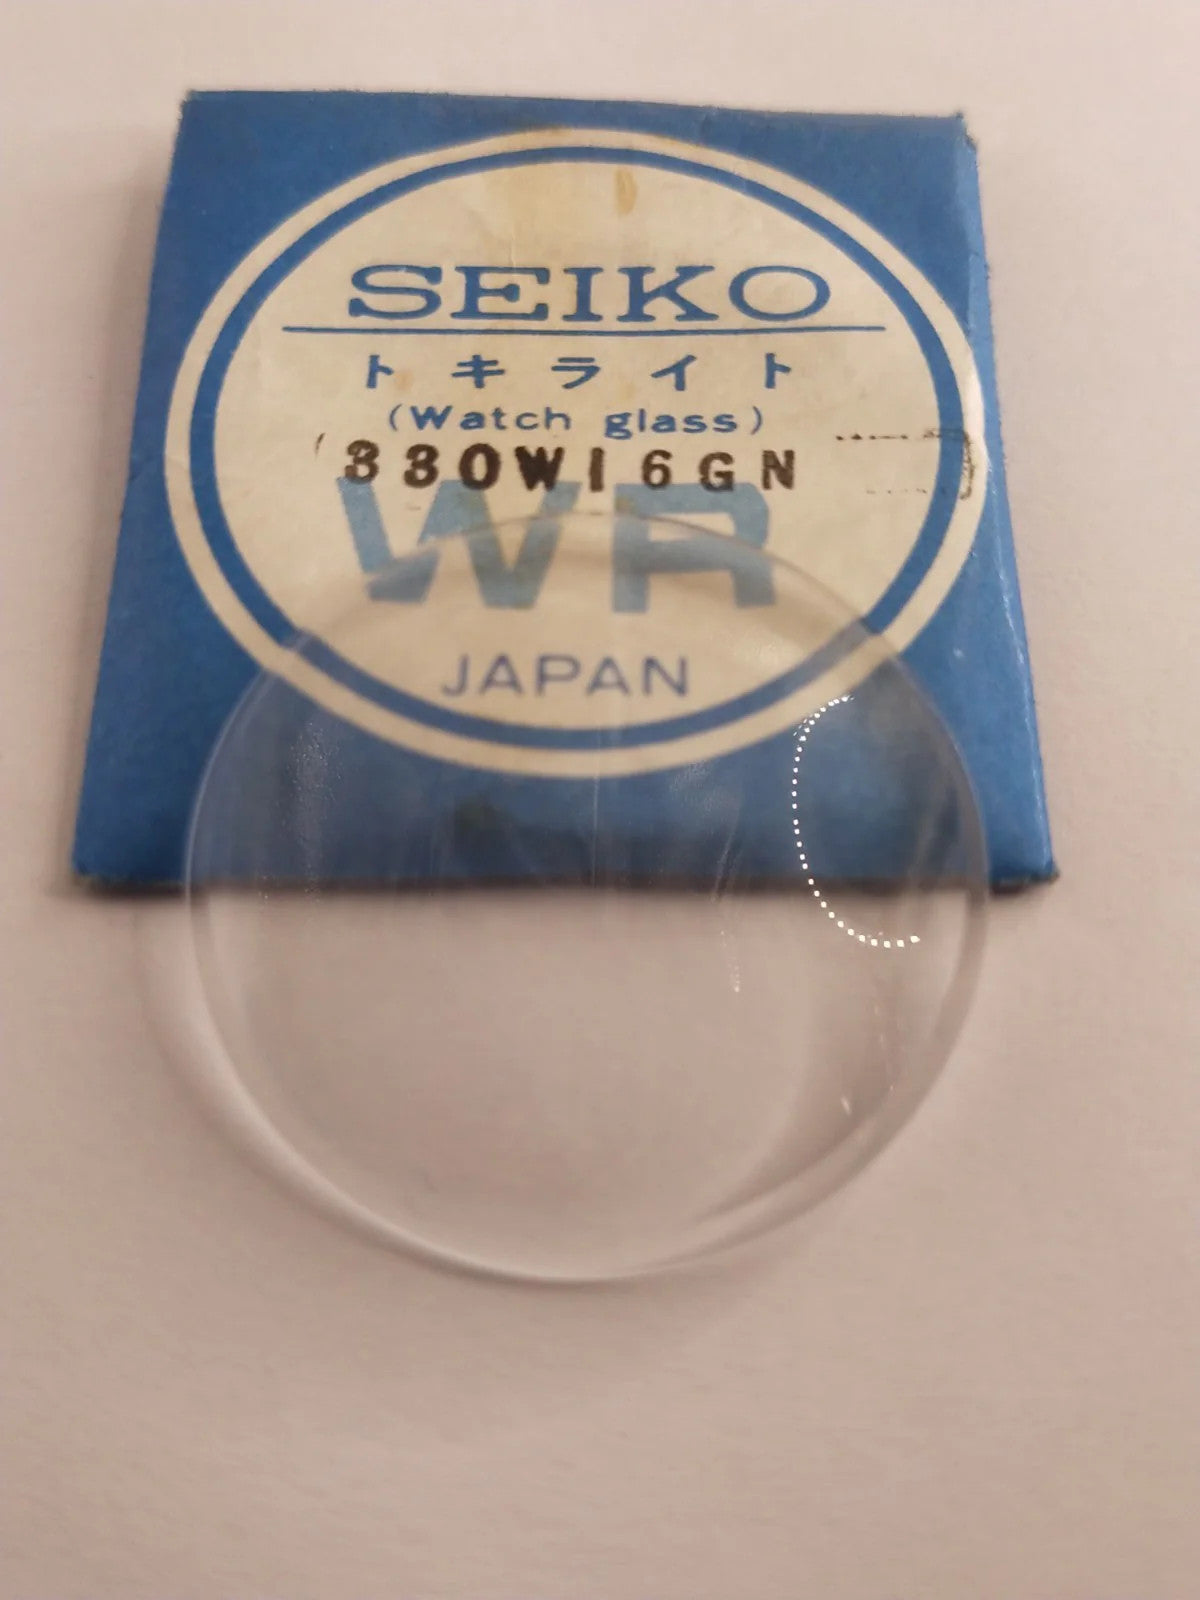 SEIKO
トキライト
(Watch glass)
330W16GN
WR
JAPAN